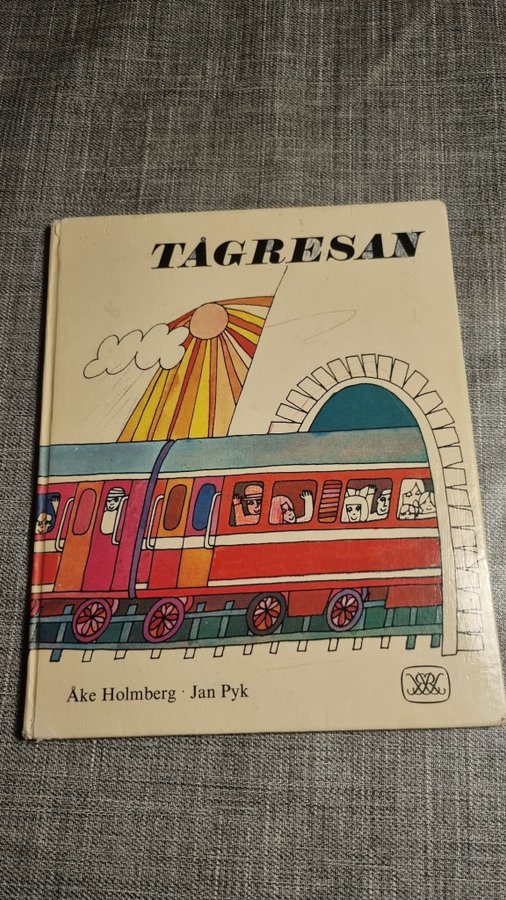 TÅGRESAN
Åke Holmberg · Jan Pyk